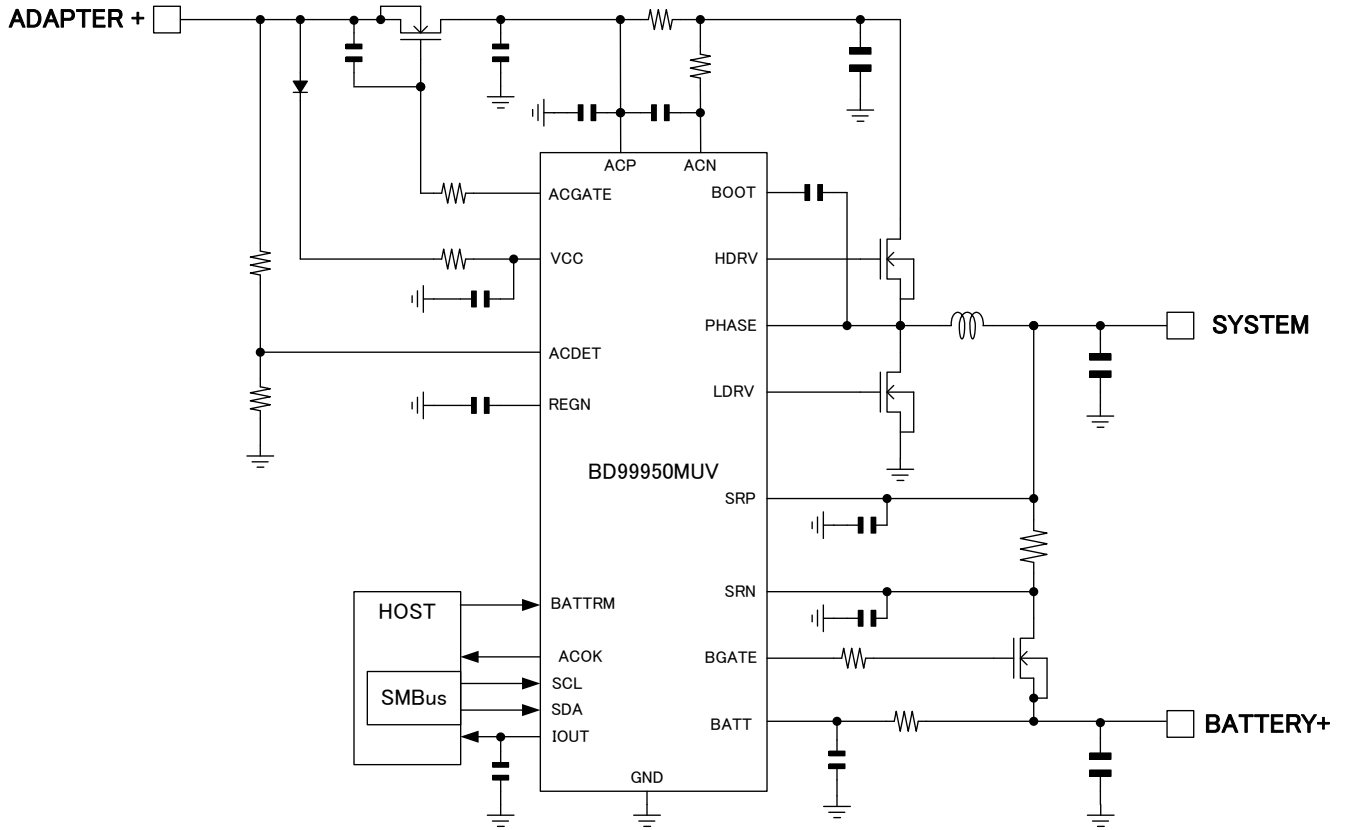 ADAPTER +
ACP ACN
ACGATE
BOOT
VCC
HDRV
PHASE
SYSTEM
ACDET
LDRV
REGN
BD99950MUV
SRP
HOST
BATTRM
SRN
ACOK
BGATE
SMBus
SCL
SDA
BATT
BATTERY+
IOUT
GND